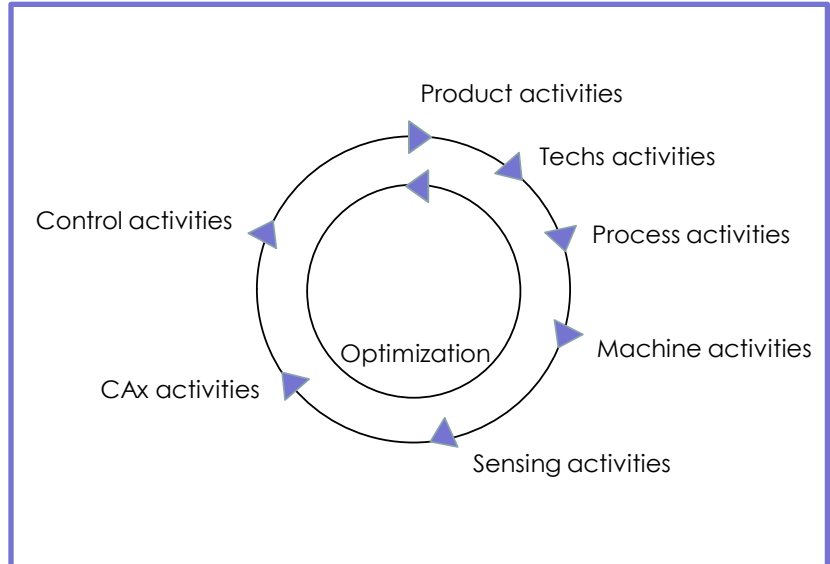 Product activities
Techs activities
Control activities
Process activities
Machine activities
Optimization
CAx activities
Sensing activities